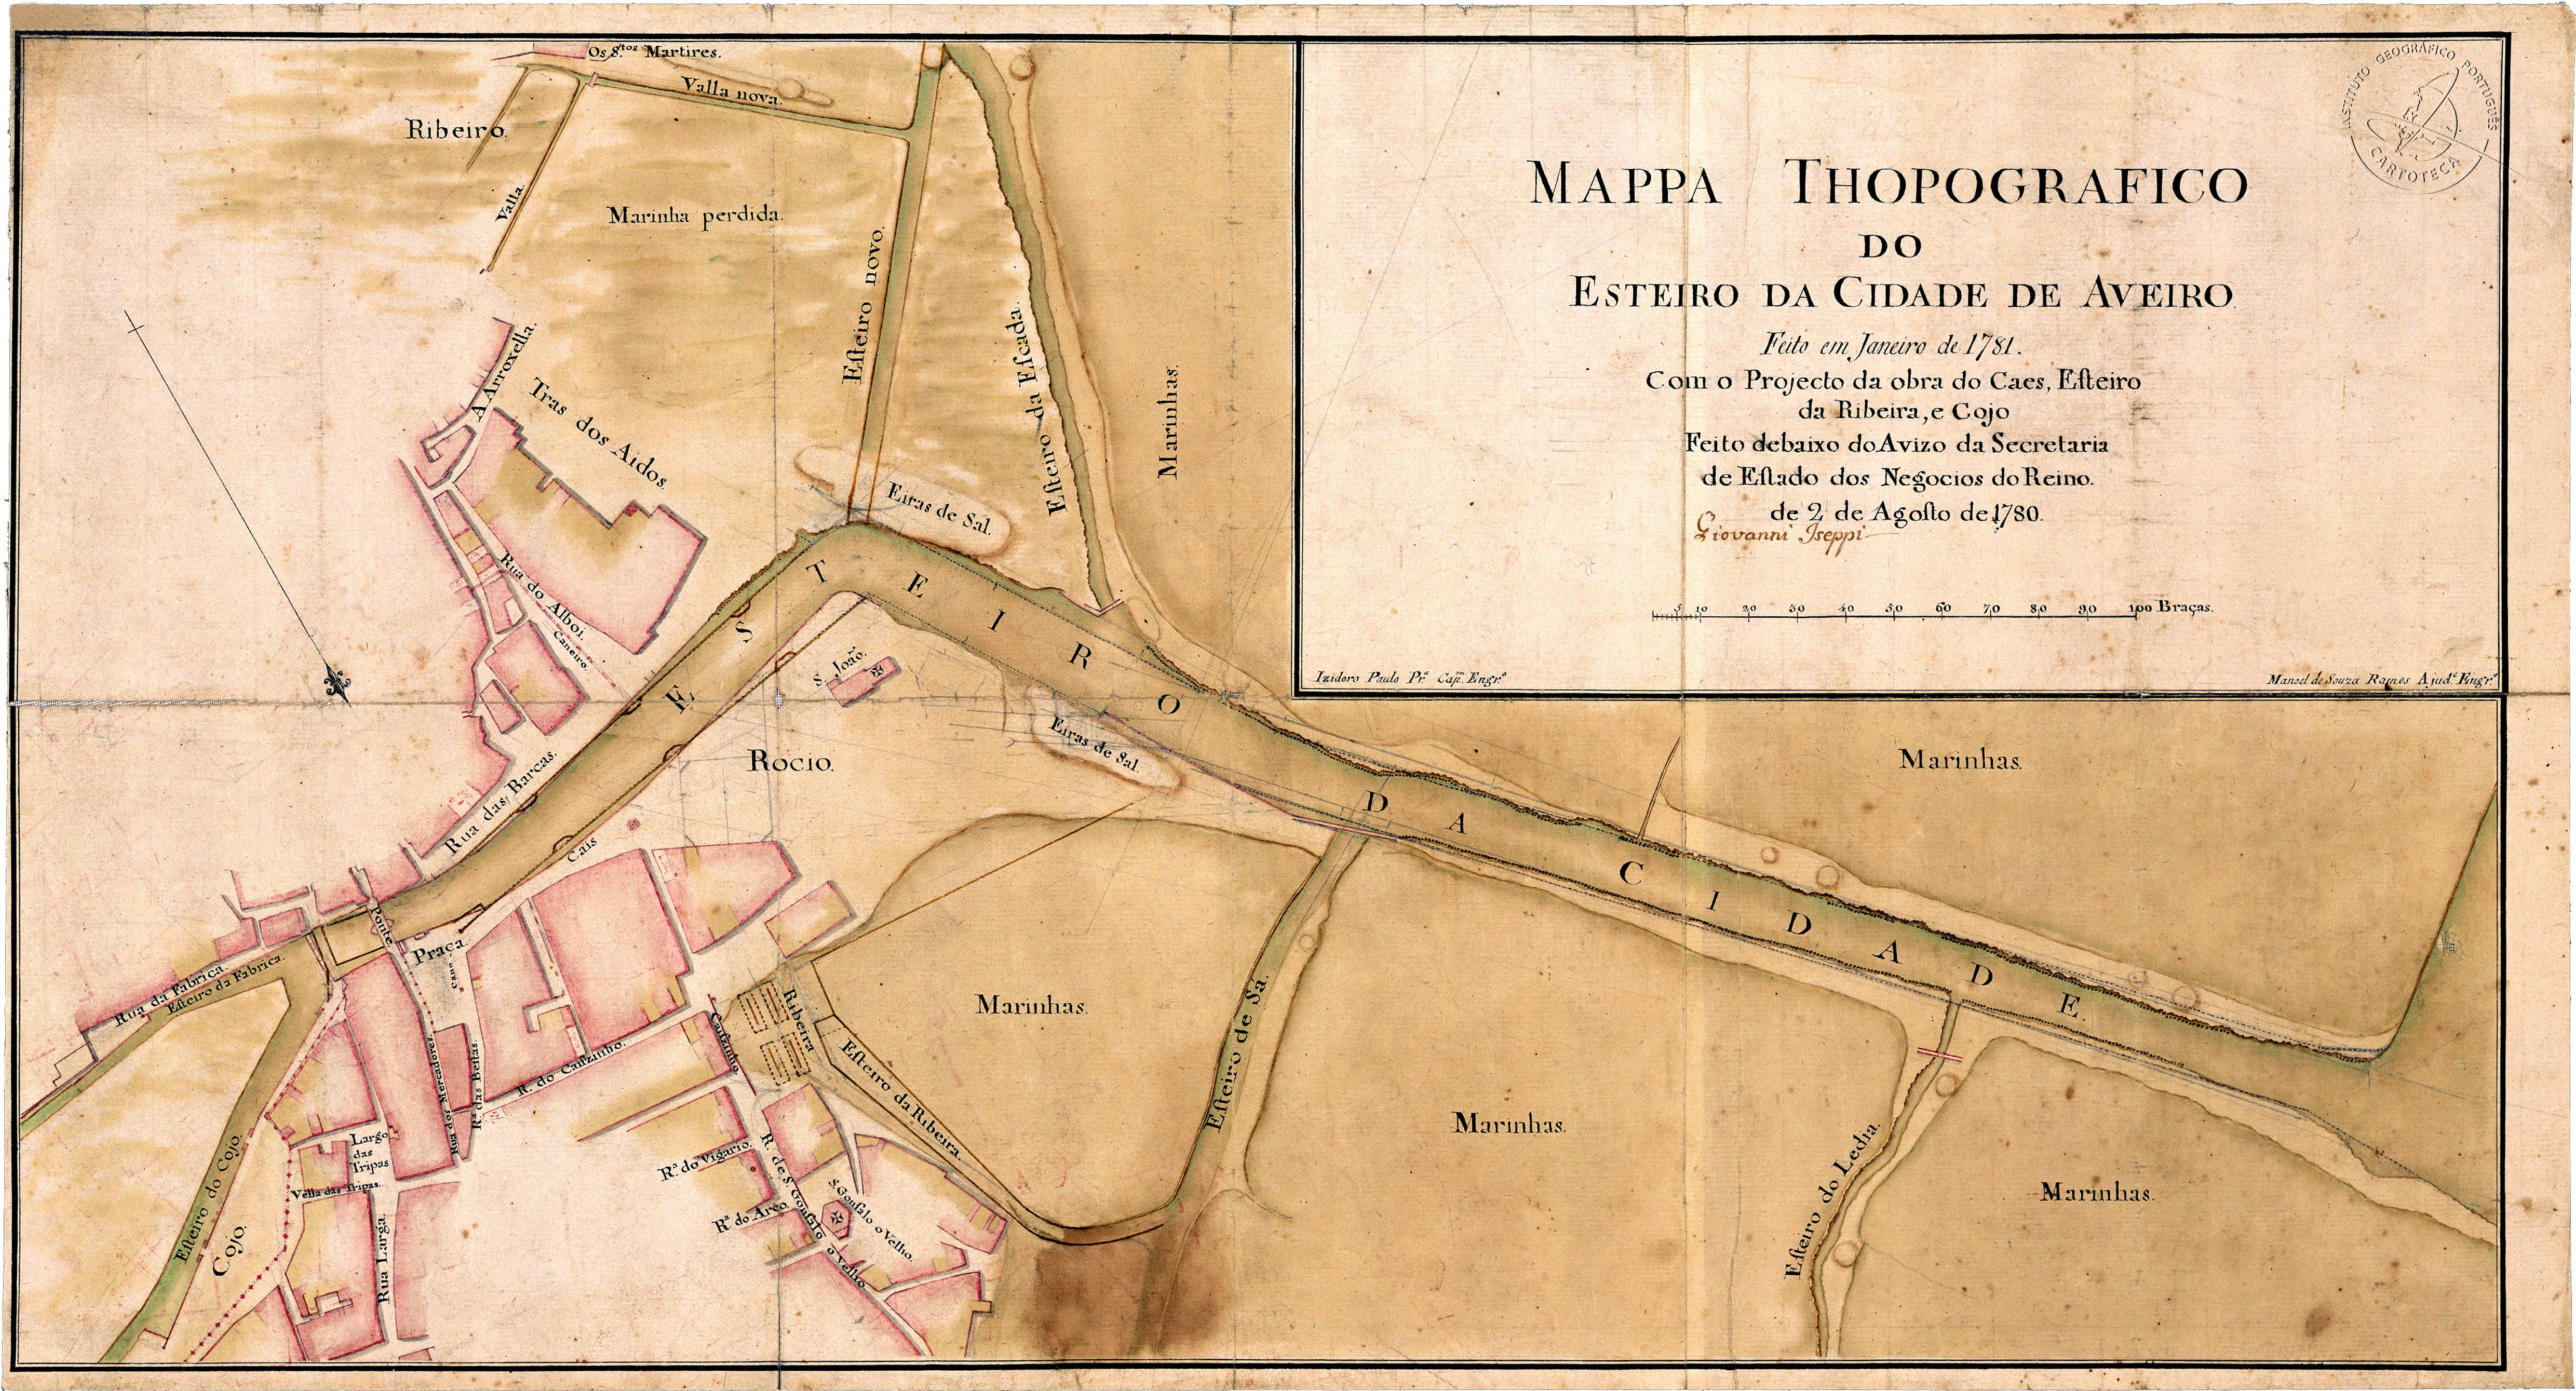 Os S.tos Martires.
Valla nova.
Ribeiro.
Valla.
Marinha perdida.
Esteiro novo.
Eſteiro da Eſcada.
Marinhas.
A Arroxella.
Tras dos Aidos.
Eiras de Sal.
Rua do Alboi.
Caneiro.
S. João.
Rocio.
Eiras de Sal.
Rua das Barcas.
Cais
ESTEIRO DA CIDADE.
MAPPA THOPOGRAFICO
DO
ESTEIRO DA CIDADE DE AVEIRO.
Feito em Janeiro de 1781.
Com o Projecto da obra do Caes, Eſteiro
da Ribeira, e Cojo
Feito debaixo do Avizo da Secretaria
de Eſtado dos Negocios do Reino.
de 2 de Agoſto de 1780.
Giovanni Iseppi
5 10 20 30 40 50 60 70 80 90 100 Braças.
Izidoro Paulo Pr.ª
Manoel de Souza Ramos Ajud.e Engr.º
INSTITUTO GEOGRÁFICO PORTUGUÊS
CARTOTECA
Marinhas.
Ponte.
Praça.
Rua da Fabrica.
Eſteiro da Fabrica.
Rua dos Mercadores.
R.ª das Beſtas
R. do Caiſzinho.
Caiſzinho.
Ribeira
Eſteiro da Ribeira.
Marinhas.
Eſteiro de Sá.
Marinhas.
Eſteiro do Ledia.
Marinhas.
Largo
das
Tripas
Vella das Tripas.
Eſteiro do Cojo.
Cojo.
Rua Larga.
R.ª do Vigario.
R.ª do Arco.
R. de S. Gonſalo o Velho.
S. Gonſalo o Velho.